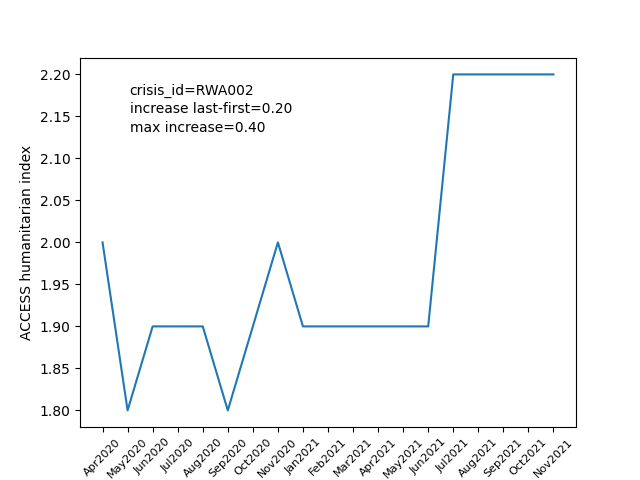 crisis_id=RWA002
increase last-first=0.20
max increase=0.40
ACCESS humanitarian index
2.20
2.15
2.10
2.05
2.00
1.95
1.90
1.85
1.80
Apr2020
May2020
Jun2020
Jul2020
Aug2020
Sep2020
Oct2020
Nov2020
Jan2021
Feb2021
Mar2021
Apr2021
May2021
Jun2021
Jul2021
Aug2021
Sep2021
Oct2021
Nov2021